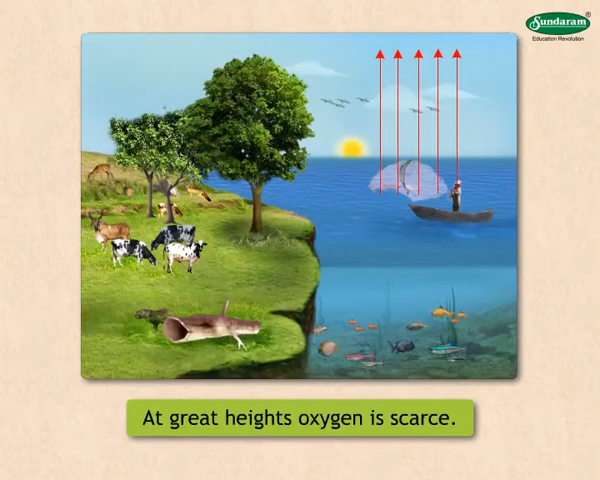 Sundaram®
Education Revolution
At great heights oxygen is scarce.